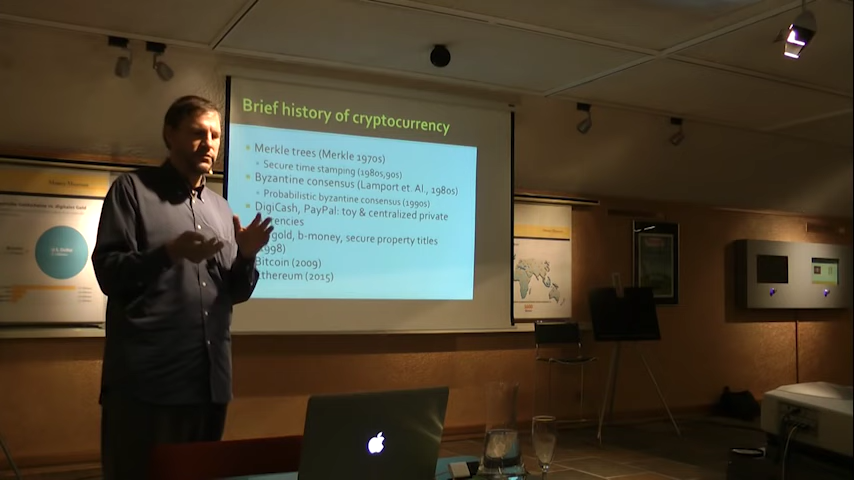 Brief history of cryptocurrency
Merkle trees (Merkle 1970s)
Secure time stamping (1980s,90s)
Byzantine consensus (Lamport et. Al., 1980s)
Probabilistic byzantine consensus (1990s)
DigiCash, PayPal: toy & centralized private
encies
gold, b-money, secure property titles
1998)
Bitcoin (2009)
thereum (2015)